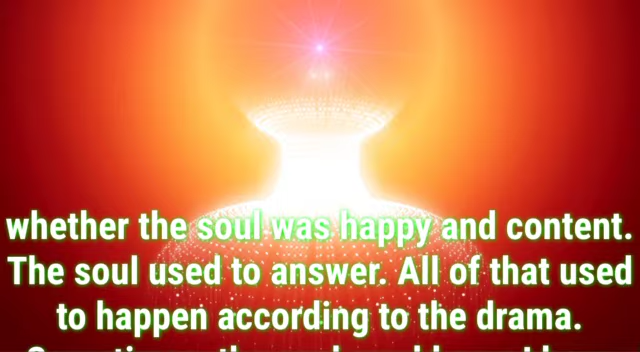 whether the soul was happy and content.
The soul used to answer. All of that used
to happen according to the drama.